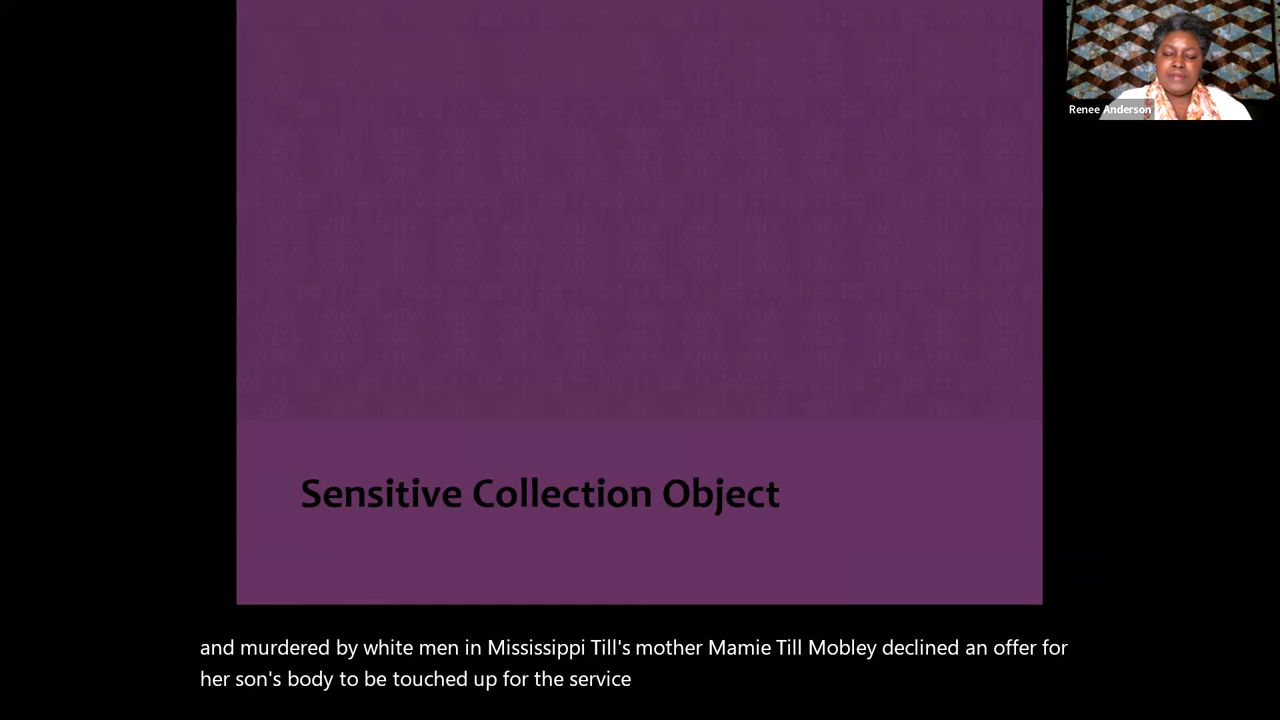 Renee Anderson
Sensitive Collection Object
and murdered by white men in Mississippi Till's mother Mamie Till Mobley declined an offer for
her son's body to be touched up for the service